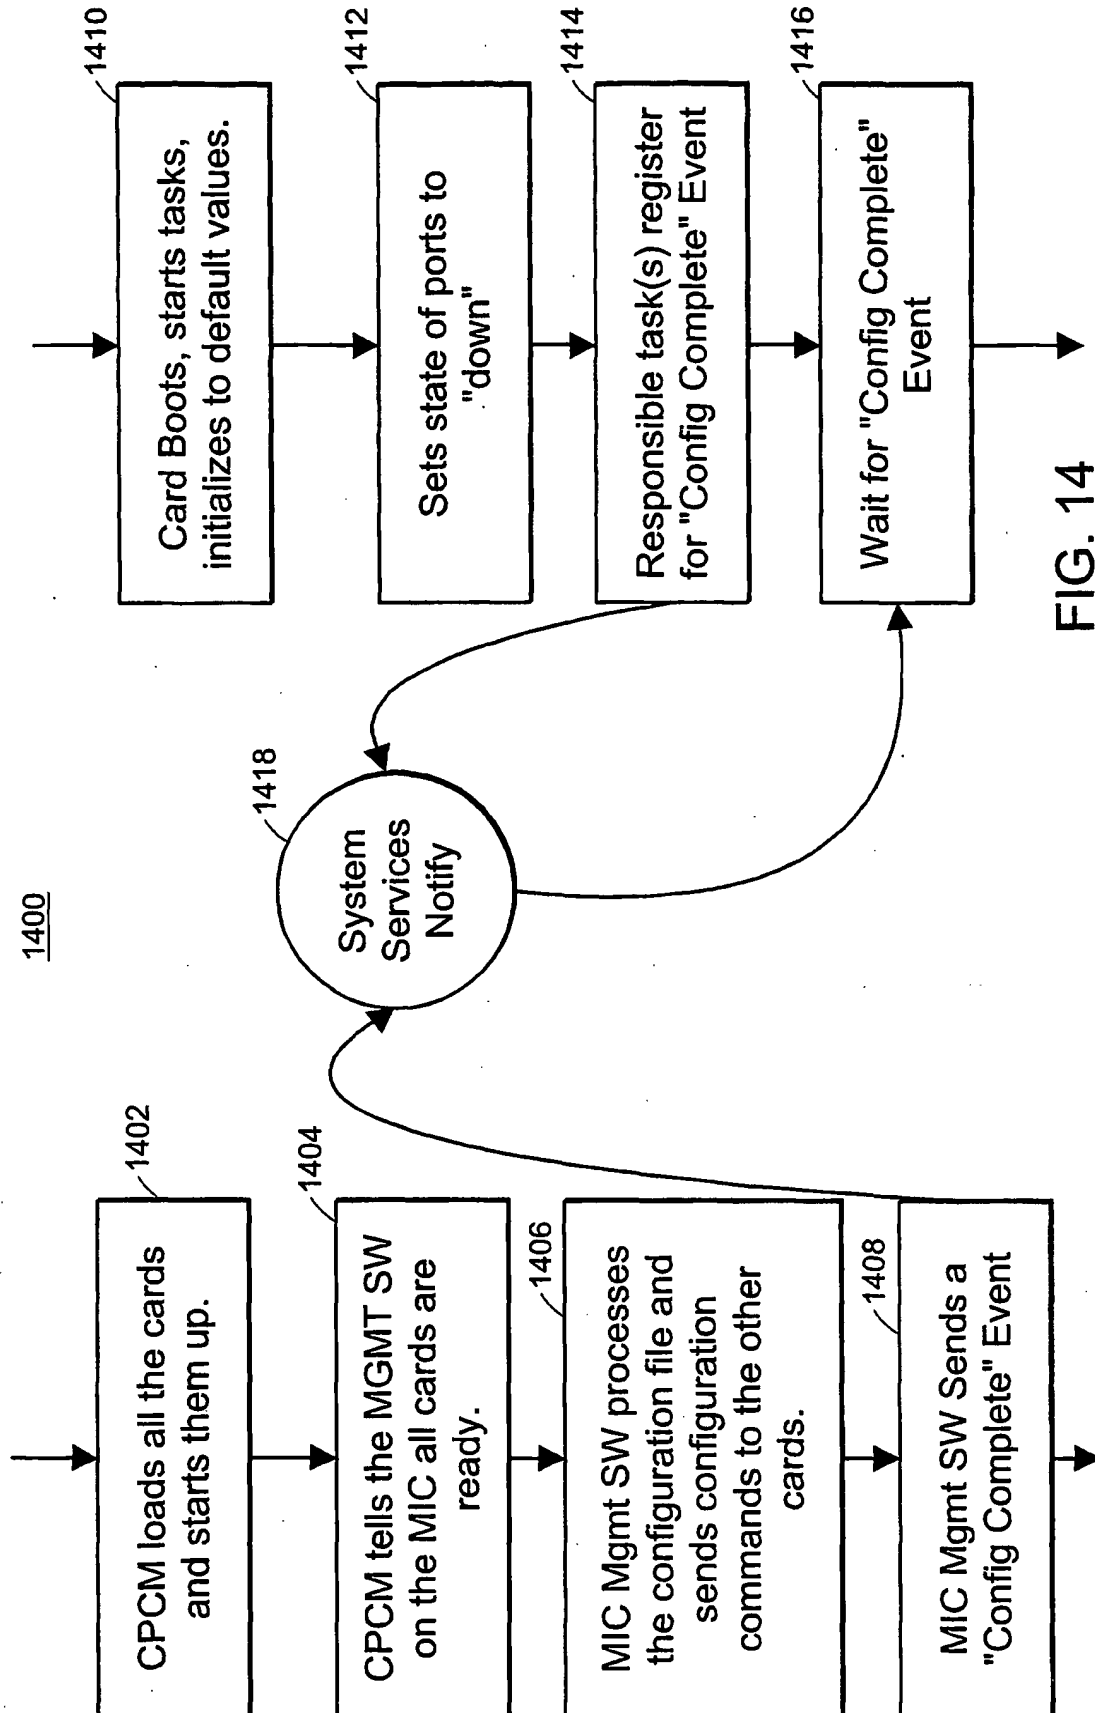 1400
1402
CPCM loads all the cards
and starts them up.
1404
CPCM tells the MGMT SW
on the MIC all cards are
ready.
1406
MIC Mgmt SW processes
the configuration file and
sends configuration
commands to the other
cards.
1408
MIC Mgmt SW Sends a
"Config Complete" Event
1418
System
Services
Notify
1410
Card Boots, starts tasks,
initializes to default values.
1412
Sets state of ports to
"down"
1414
Responsible task(s) register
for "Config Complete" Event
1416
Wait for "Config Complete"
Event
FIG. 14